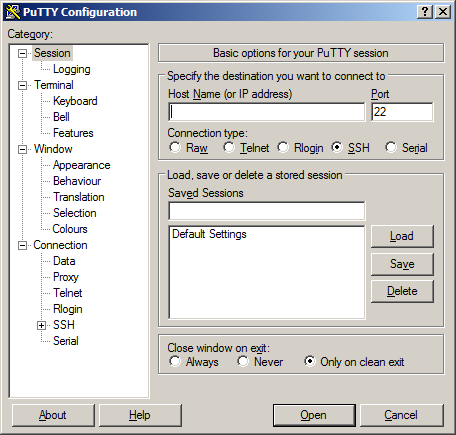 PuTTY Configuration
Category:
Session
Logging
Terminal
Keyboard
Bell
Features
Window
Appearance
Behaviour
Translation
Selection
Colours
Connection
Data
Proxy
Telnet
Rlogin
SSH
Serial
Basic options for your PuTTY session
Specify the destination you want to connect to
Host Name (or IP address) Port
22
Connection type:
Raw Telnet Rlogin SSH Serial
Load, save or delete a stored session
Saved Sessions
Default Settings
Load
Save
Delete
Close window on exit:
Always Never Only on clean exit
About Help Open Cancel